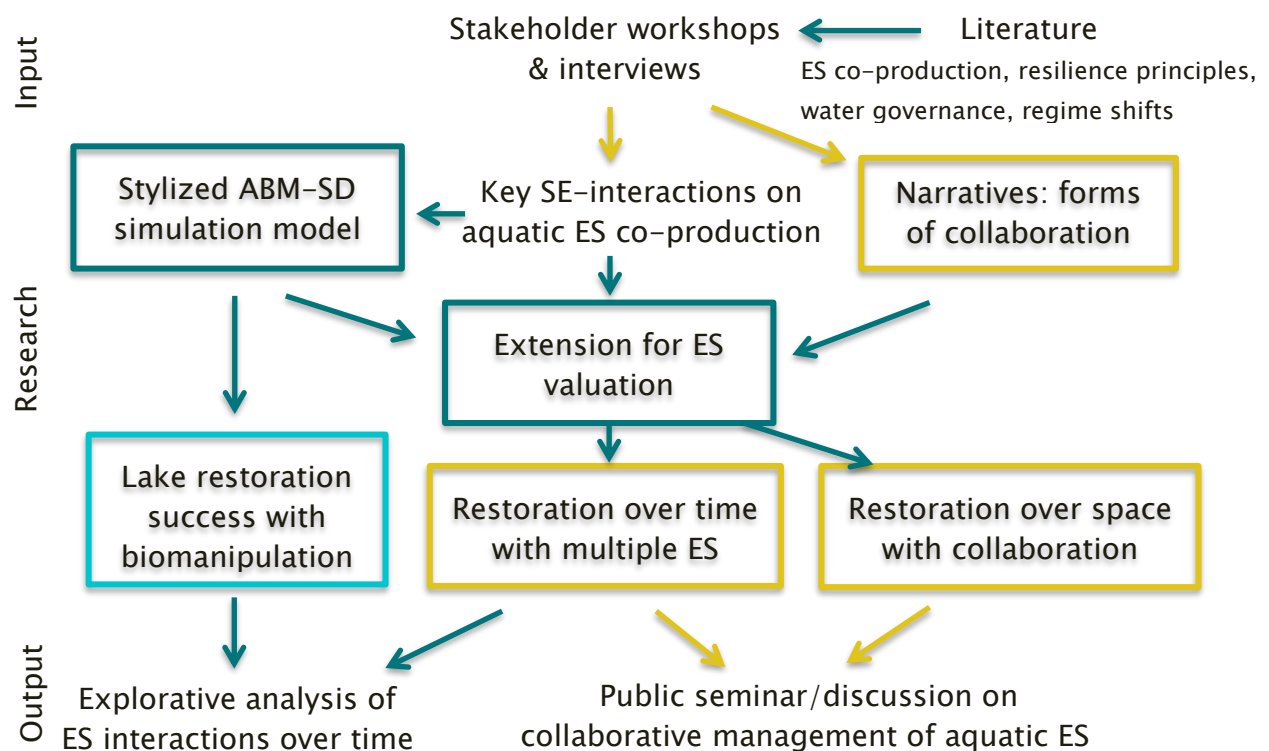 Input
Stakeholder workshops
& interviews
Literature
ES co-production, resilience principles,
water governance, regime shifts
Stylized ABM-SD
simulation model
Key SE-interactions on
aquatic ES co-production
Narratives: forms
of collaboration
Research
Extension for ES
valuation
Lake restoration
success with
biomanipulation
Restoration over time
with multiple ES
Restoration over space
with collaboration
Output
Explorative analysis of
ES interactions over time
Public seminar/discussion on
collaborative management of aquatic ES